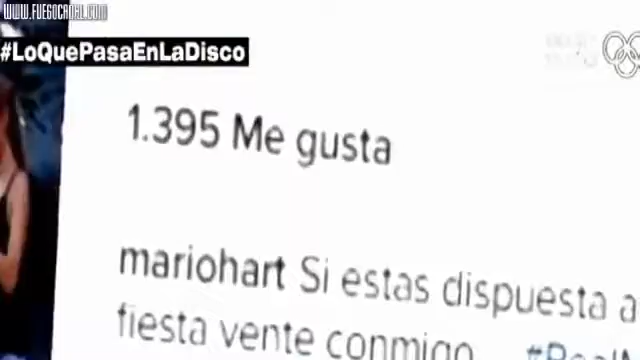 WWW.FUEGOCANAL.COM
#LoQuePasaEnLaDisco
1.395 Me gusta
mariohart Si estas dispuesta a
fiesta vente conmigo